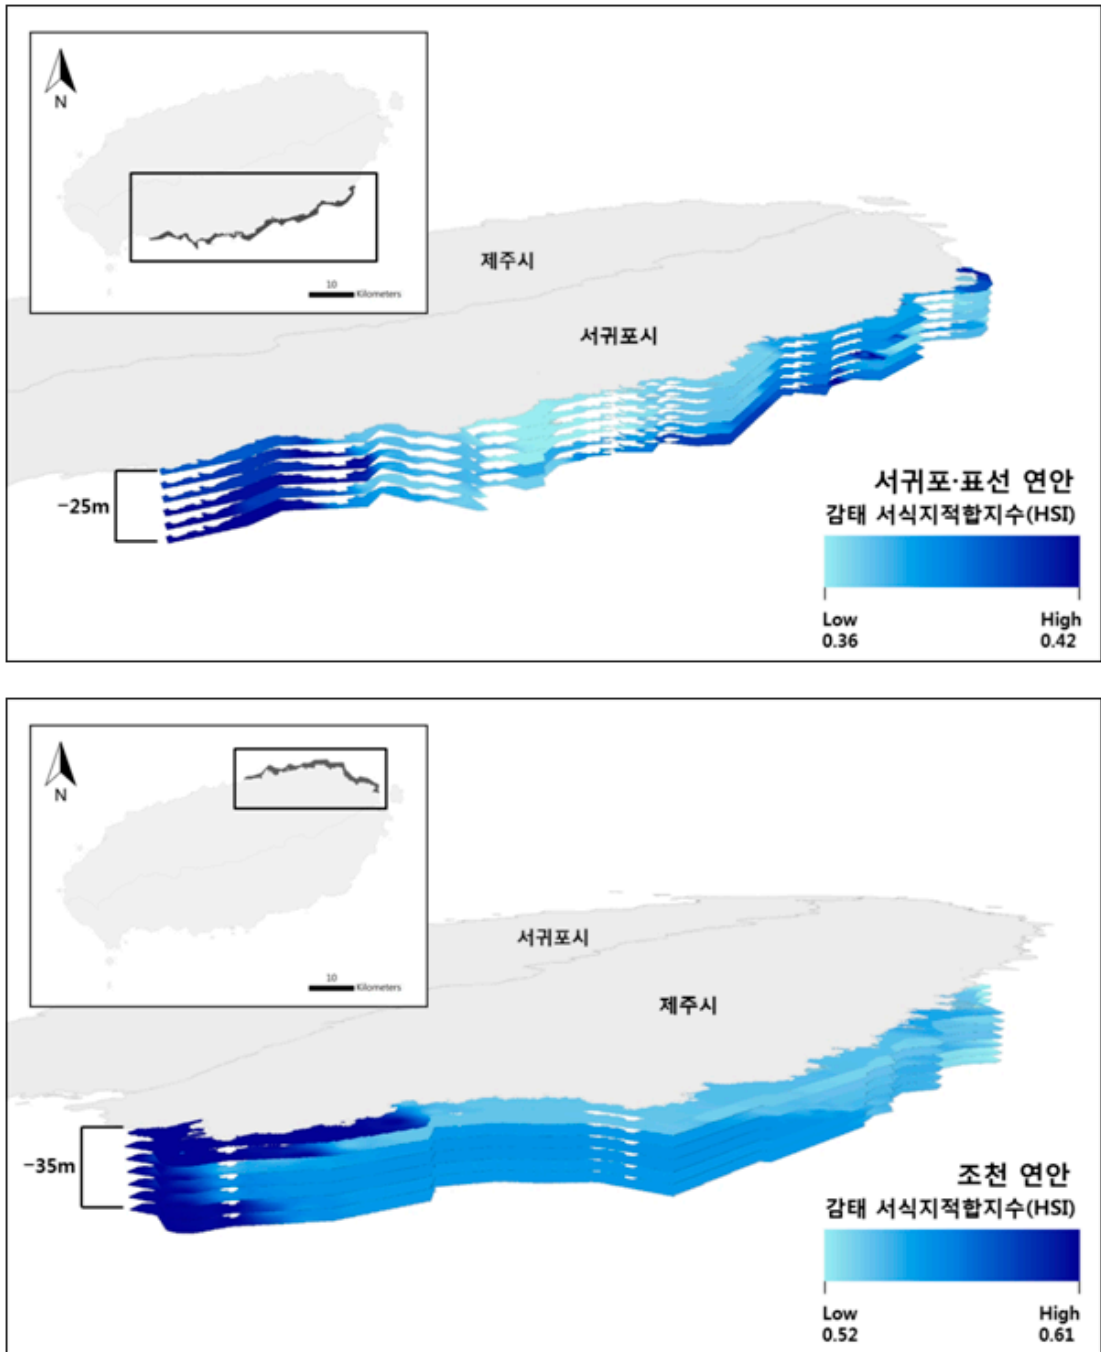 N
10
Kilometers
제주시
서귀포시
−25m
서귀포·표선 연안
감태 서식지적합지수(HSI)
Low
High
0.36
0.42
N
10
Kilometers
서귀포시
제주시
−35m
조천 연안
감태 서식지적합지수(HSI)
Low
High
0.52
0.61